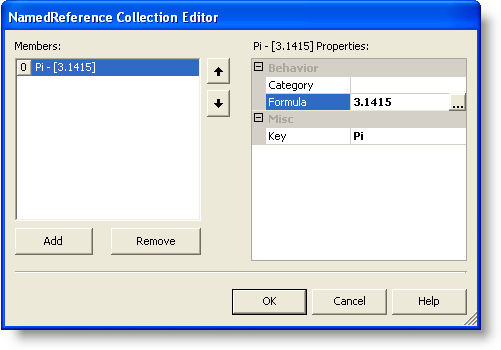 NamedReference Collection Editor
Members:
0 Pi - [3.1415]
Add Remove
Pi - [3.1415] Properties:
Behavior
Category
Formula 3.1415 ...
Misc
Key Pi
OK Cancel Help